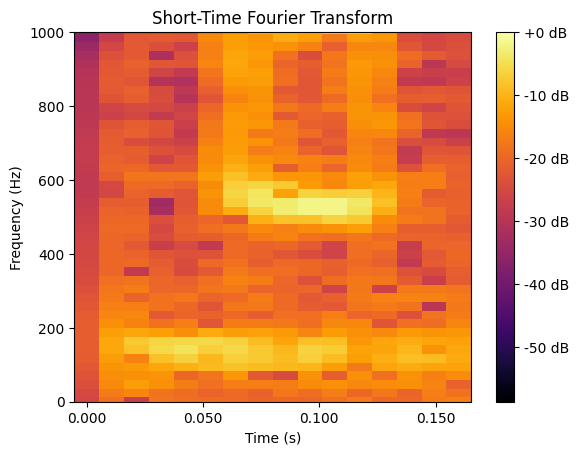 Short-Time Fourier Transform
1000
800
600
400
200
0
Frequency (Hz)
0.000
0.050
0.100
0.150
Time (s)
+0 dB
-10 dB
-20 dB
-30 dB
-40 dB
-50 dB